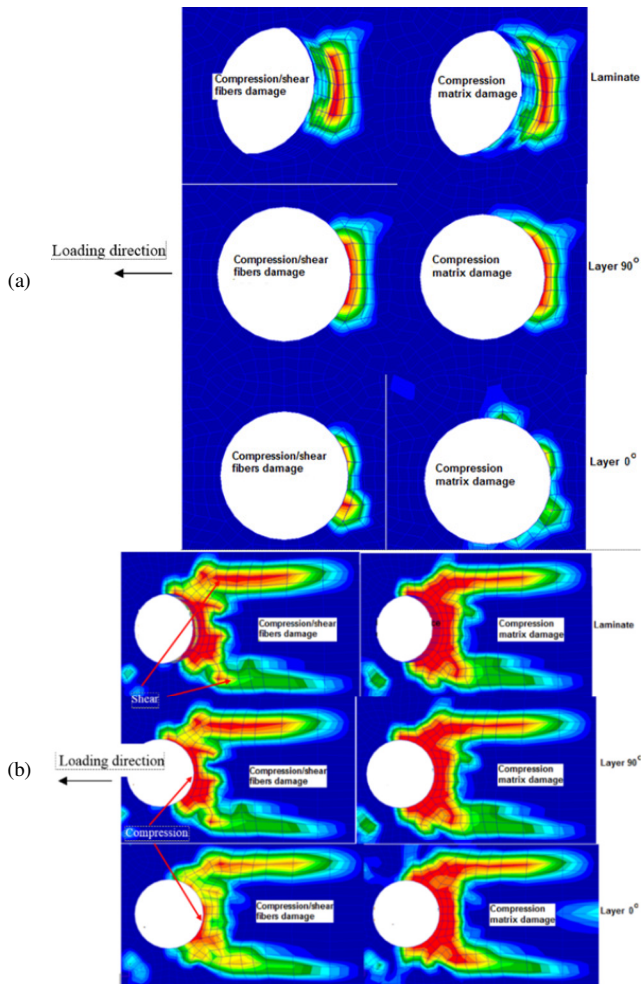 Compression/shear
fibers damage
Compression
matrix damage
Laminate
Loading direction
(a)
Compression/shear
fibers damage
Compression
matrix damage
Layer 90°
Compression/shear
fibers damage
Compression
matrix damage
Layer 0°
Compression/shear
fibers damage
Compression
matrix damage
Laminate
Shear
Loading direction
(b)
Compression/shear
fibers damage
Compression
matrix damage
Layer 90°
Compression
Compression/shear
fibers damage
Compression
matrix damage
Layer 0°